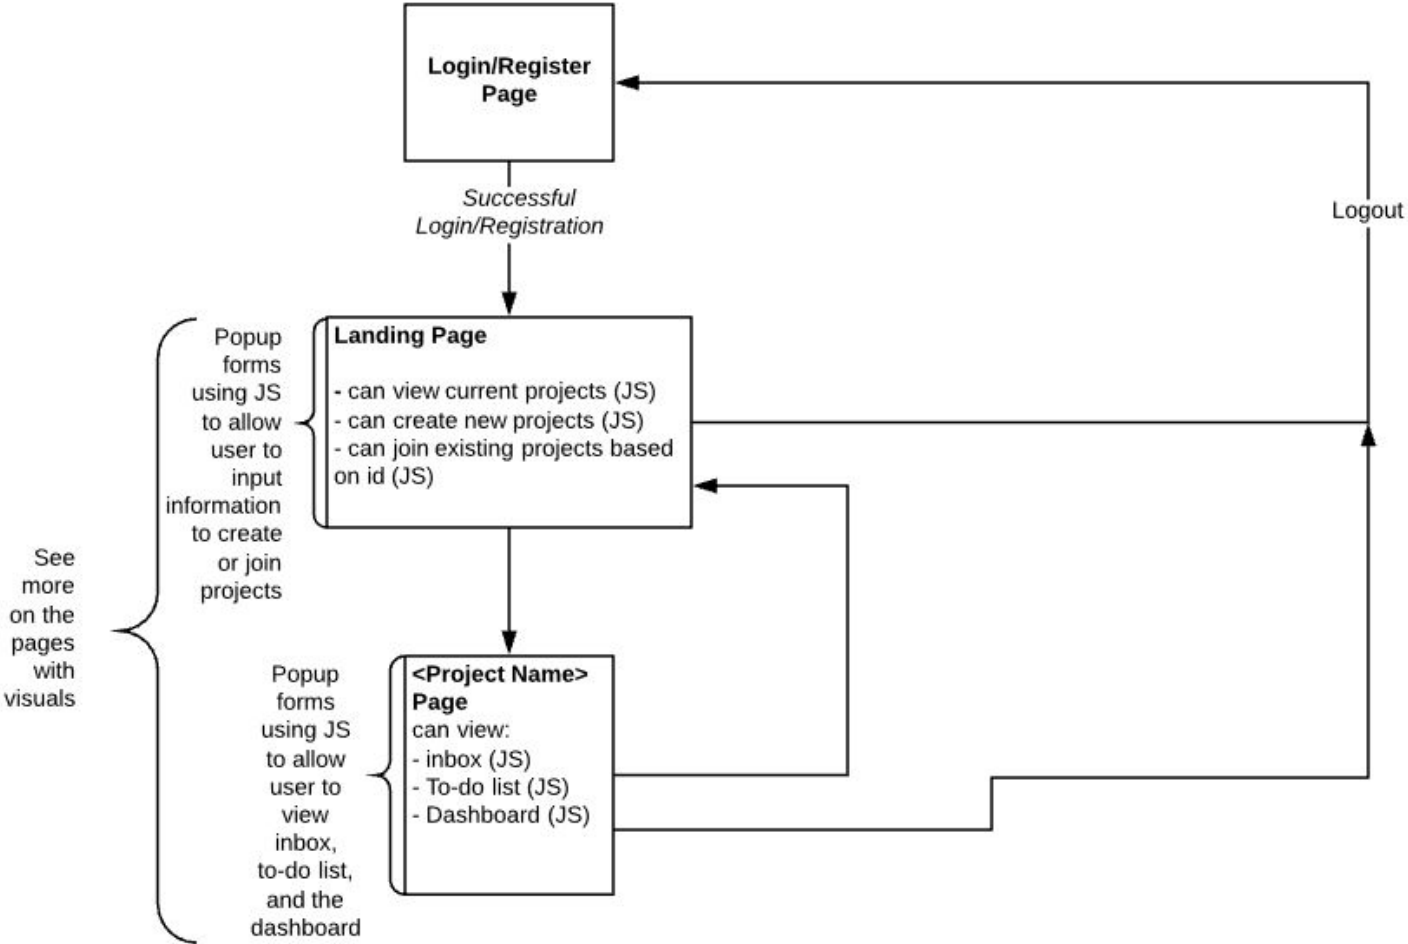 Login/Register
Page
Successful
Login/Registration
Logout
Popup
forms
using JS
to allow
user to
input
information
to create
or join
projects
Landing Page
- can view current projects (JS)
- can create new projects (JS)
- can join existing projects based
on id (JS)
See
more
on the
pages
with
visuals
Popup
forms
using JS
to allow
user to
view
inbox,
to-do list,
and the
dashboard
<Project Name>
Page
can view:
- inbox (JS)
- To-do list (JS)
- Dashboard (JS)